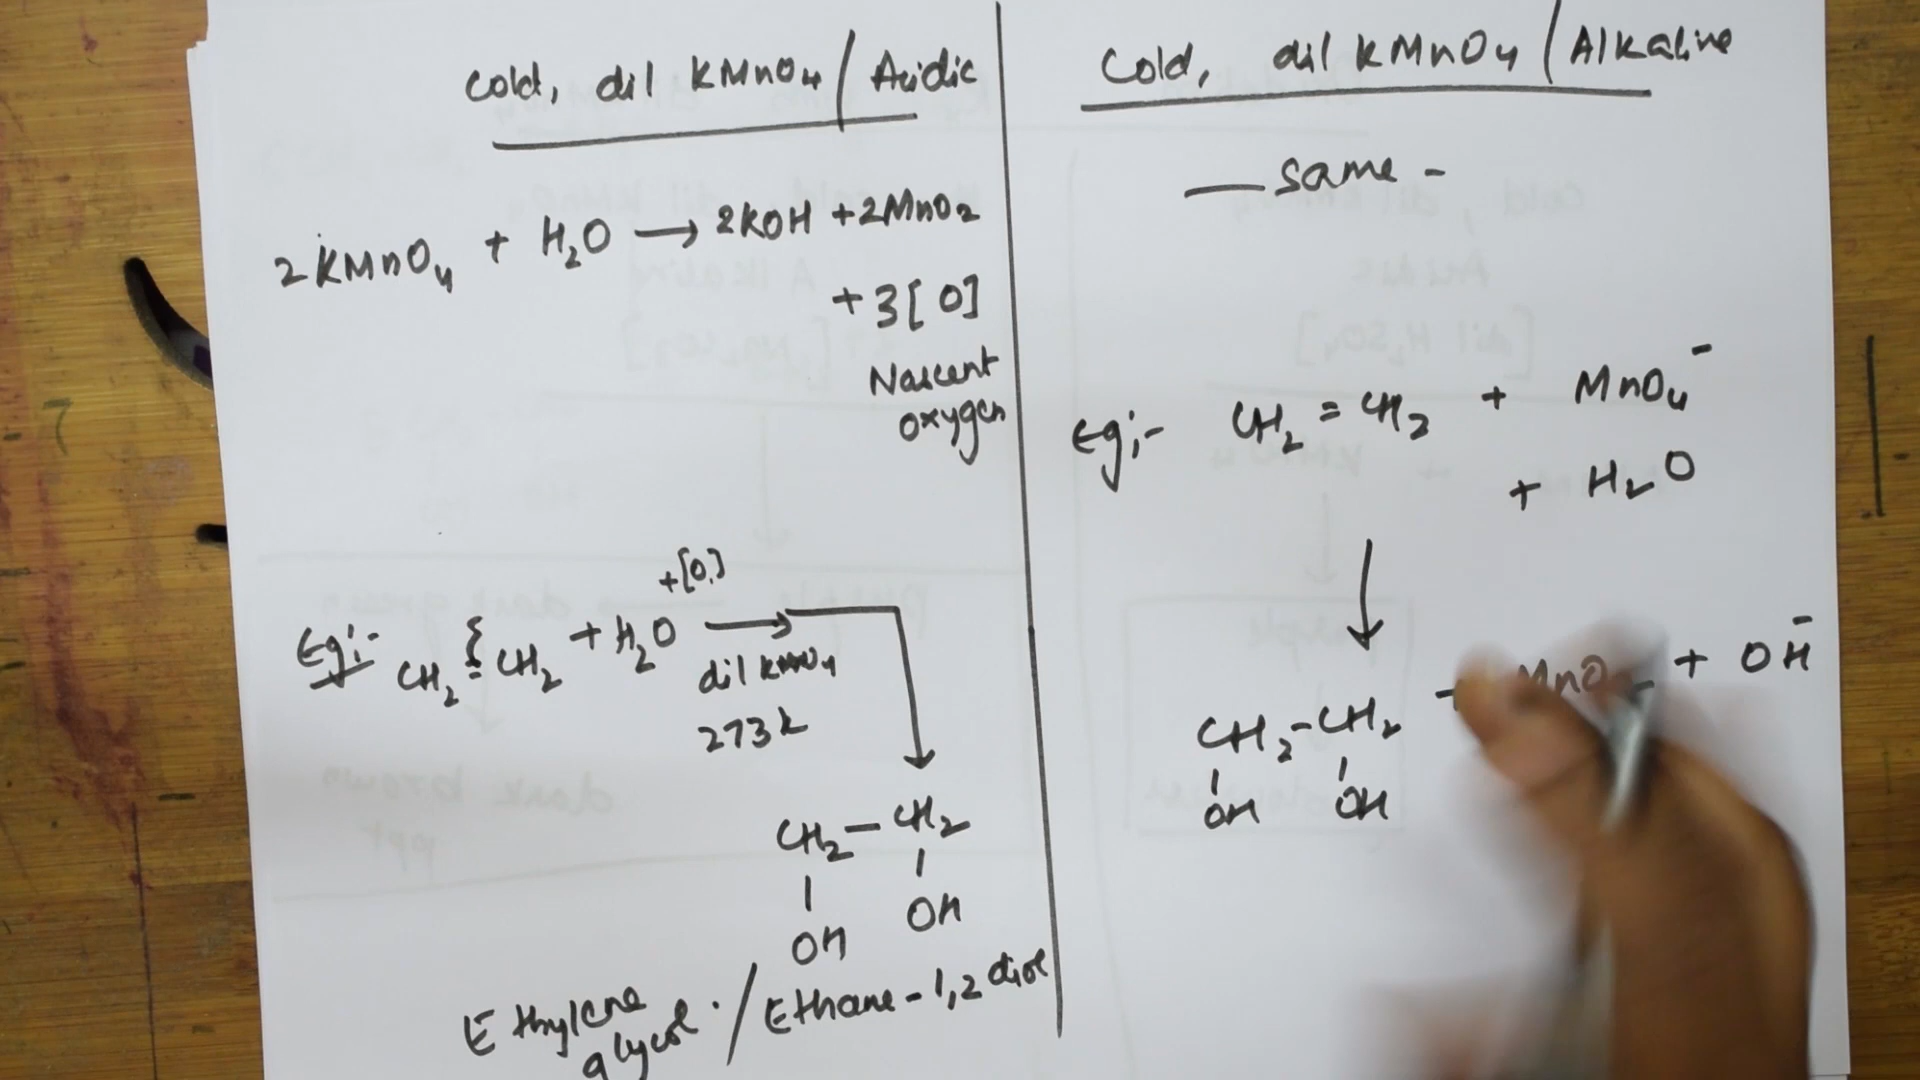 cold, dil KMnO4 / Acidic
2KMnO4 + H2O → 2KOH + 2MnO2
+ 3[O]
Nascent
oxygen
Eg:- CH2 = CH2 + H2O → +[O]
dil KMnO4
273k
CH2 — CH2
OH OH
Ethylene
glycol. / Ethane-1,2 diol
Cold, dil KMnO4 / Alkaline
— same -
Eg:- CH2 = CH2 + MnO4-
+ H2O
↓
CH2-CH2 + MnO + OH-
OH OH